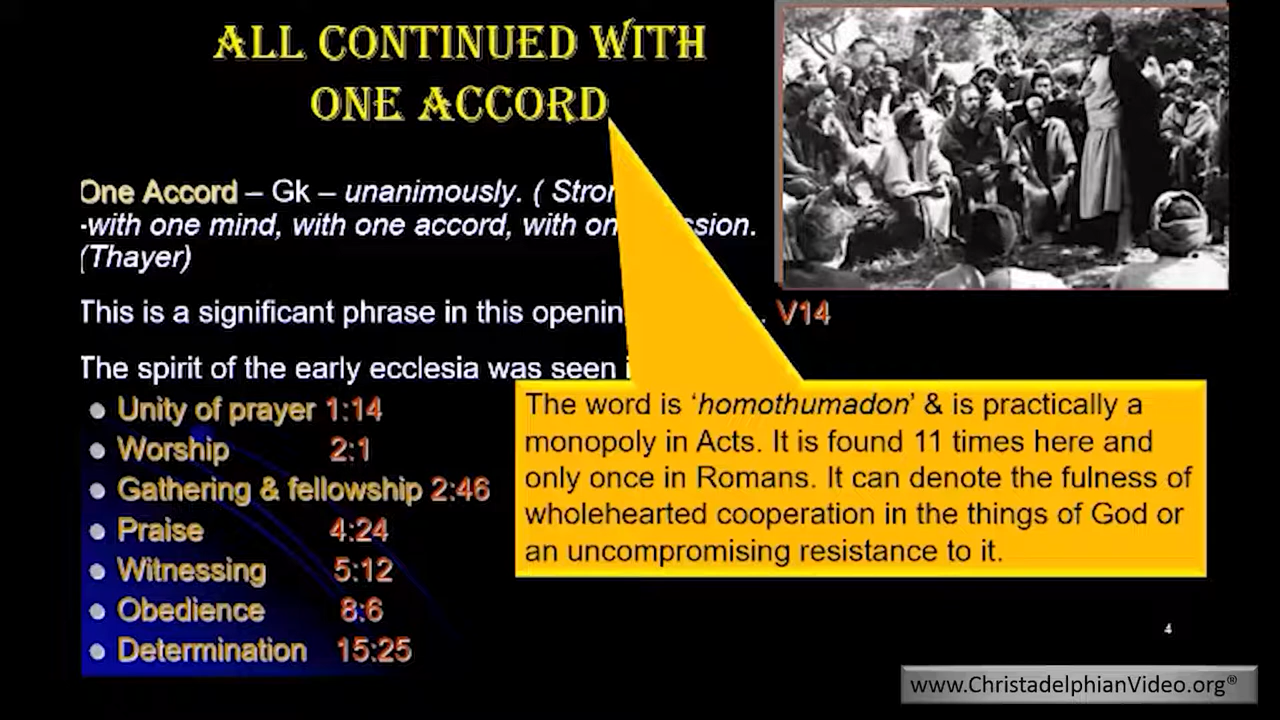 ALL CONTINUED WITH
ONE ACCORD
One Accord – Gk – unanimously. (
-with one mind, with one accord, with
(Thayer)
This is a significant phrase in this V14
The spirit of the early ecclesia was seen
Unity of prayer 1:14
Worship 2:1
Gathering & fellowship 2:46
Praise 4:24
Witnessing 5:12
Obedience 8:6
Determination 15:25
The word is ‘homothumadon’ & is practically a
monopoly in Acts. It is found 11 times here and
only once in Romans. It can denote the fulness of
wholehearted cooperation in the things of God or
an uncompromising resistance to it.
4
www.ChristadelphianVideo.org®